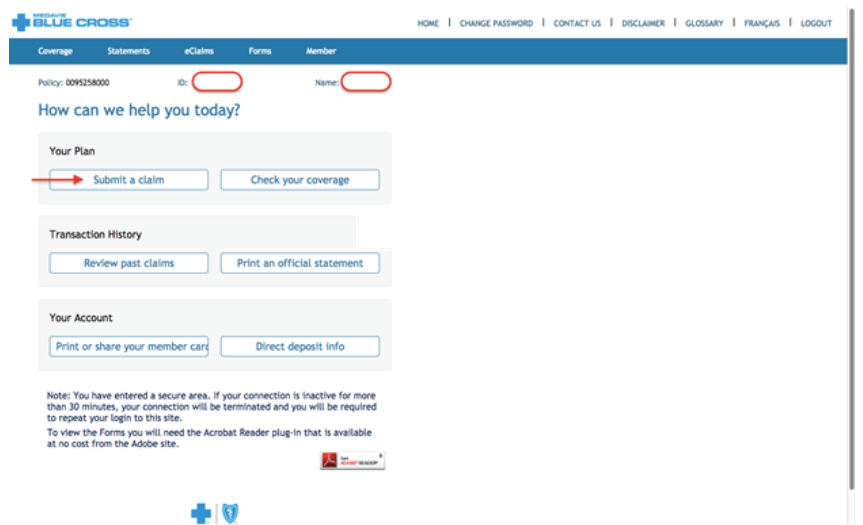 MEDAVIE
BLUE CROSS
HOME | CHANGE PASSWORD | CONTACT US | DISCLAIMER | GLOSSARY | FRANÇAIS | LOGOUT
Coverage Statements eClaims Forms Member
Policy: 0095258000 ID: Name:
How can we help you today?
Your Plan
Submit a claim Check your coverage
Transaction History
Review past claims Print an official statement
Your Account
Print or share your member card Direct deposit info
Note: You have entered a secure area. If your connection is inactive for more
than 30 minutes, your connection will be terminated and you will be required
to repeat your login to this site.
To view the Forms you will need the Acrobat Reader plug-in that is available
at no cost from the Adobe site.
Get
ADOBE® READER®